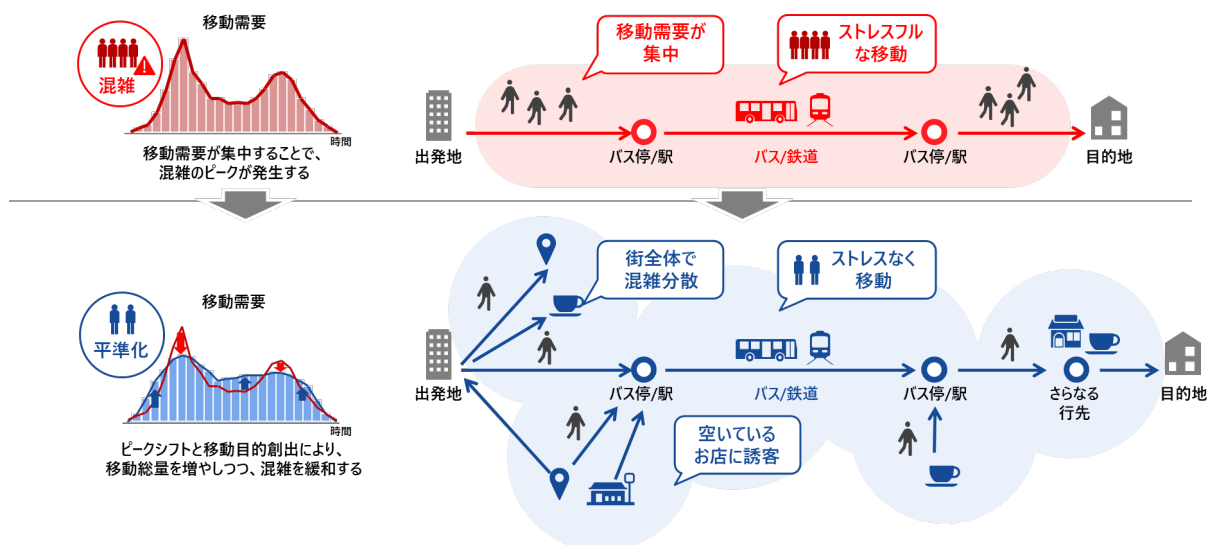 移動需要
混雑
時間
移動需要が集中することで、
混雑のピークが発生する
移動需要が
集中
ストレスフル
な移動
出発地
バス停/駅
バス/鉄道
バス停/駅
目的地
移動需要
平準化
時間
ピークシフトと移動目的創出により、
移動総量を増やしつつ、混雑を緩和する
街全体で
混雑分散
ストレスなく
移動
出発地
バス停/駅
バス/鉄道
バス停/駅
さらなる
行先
目的地
空いている
お店に誘客